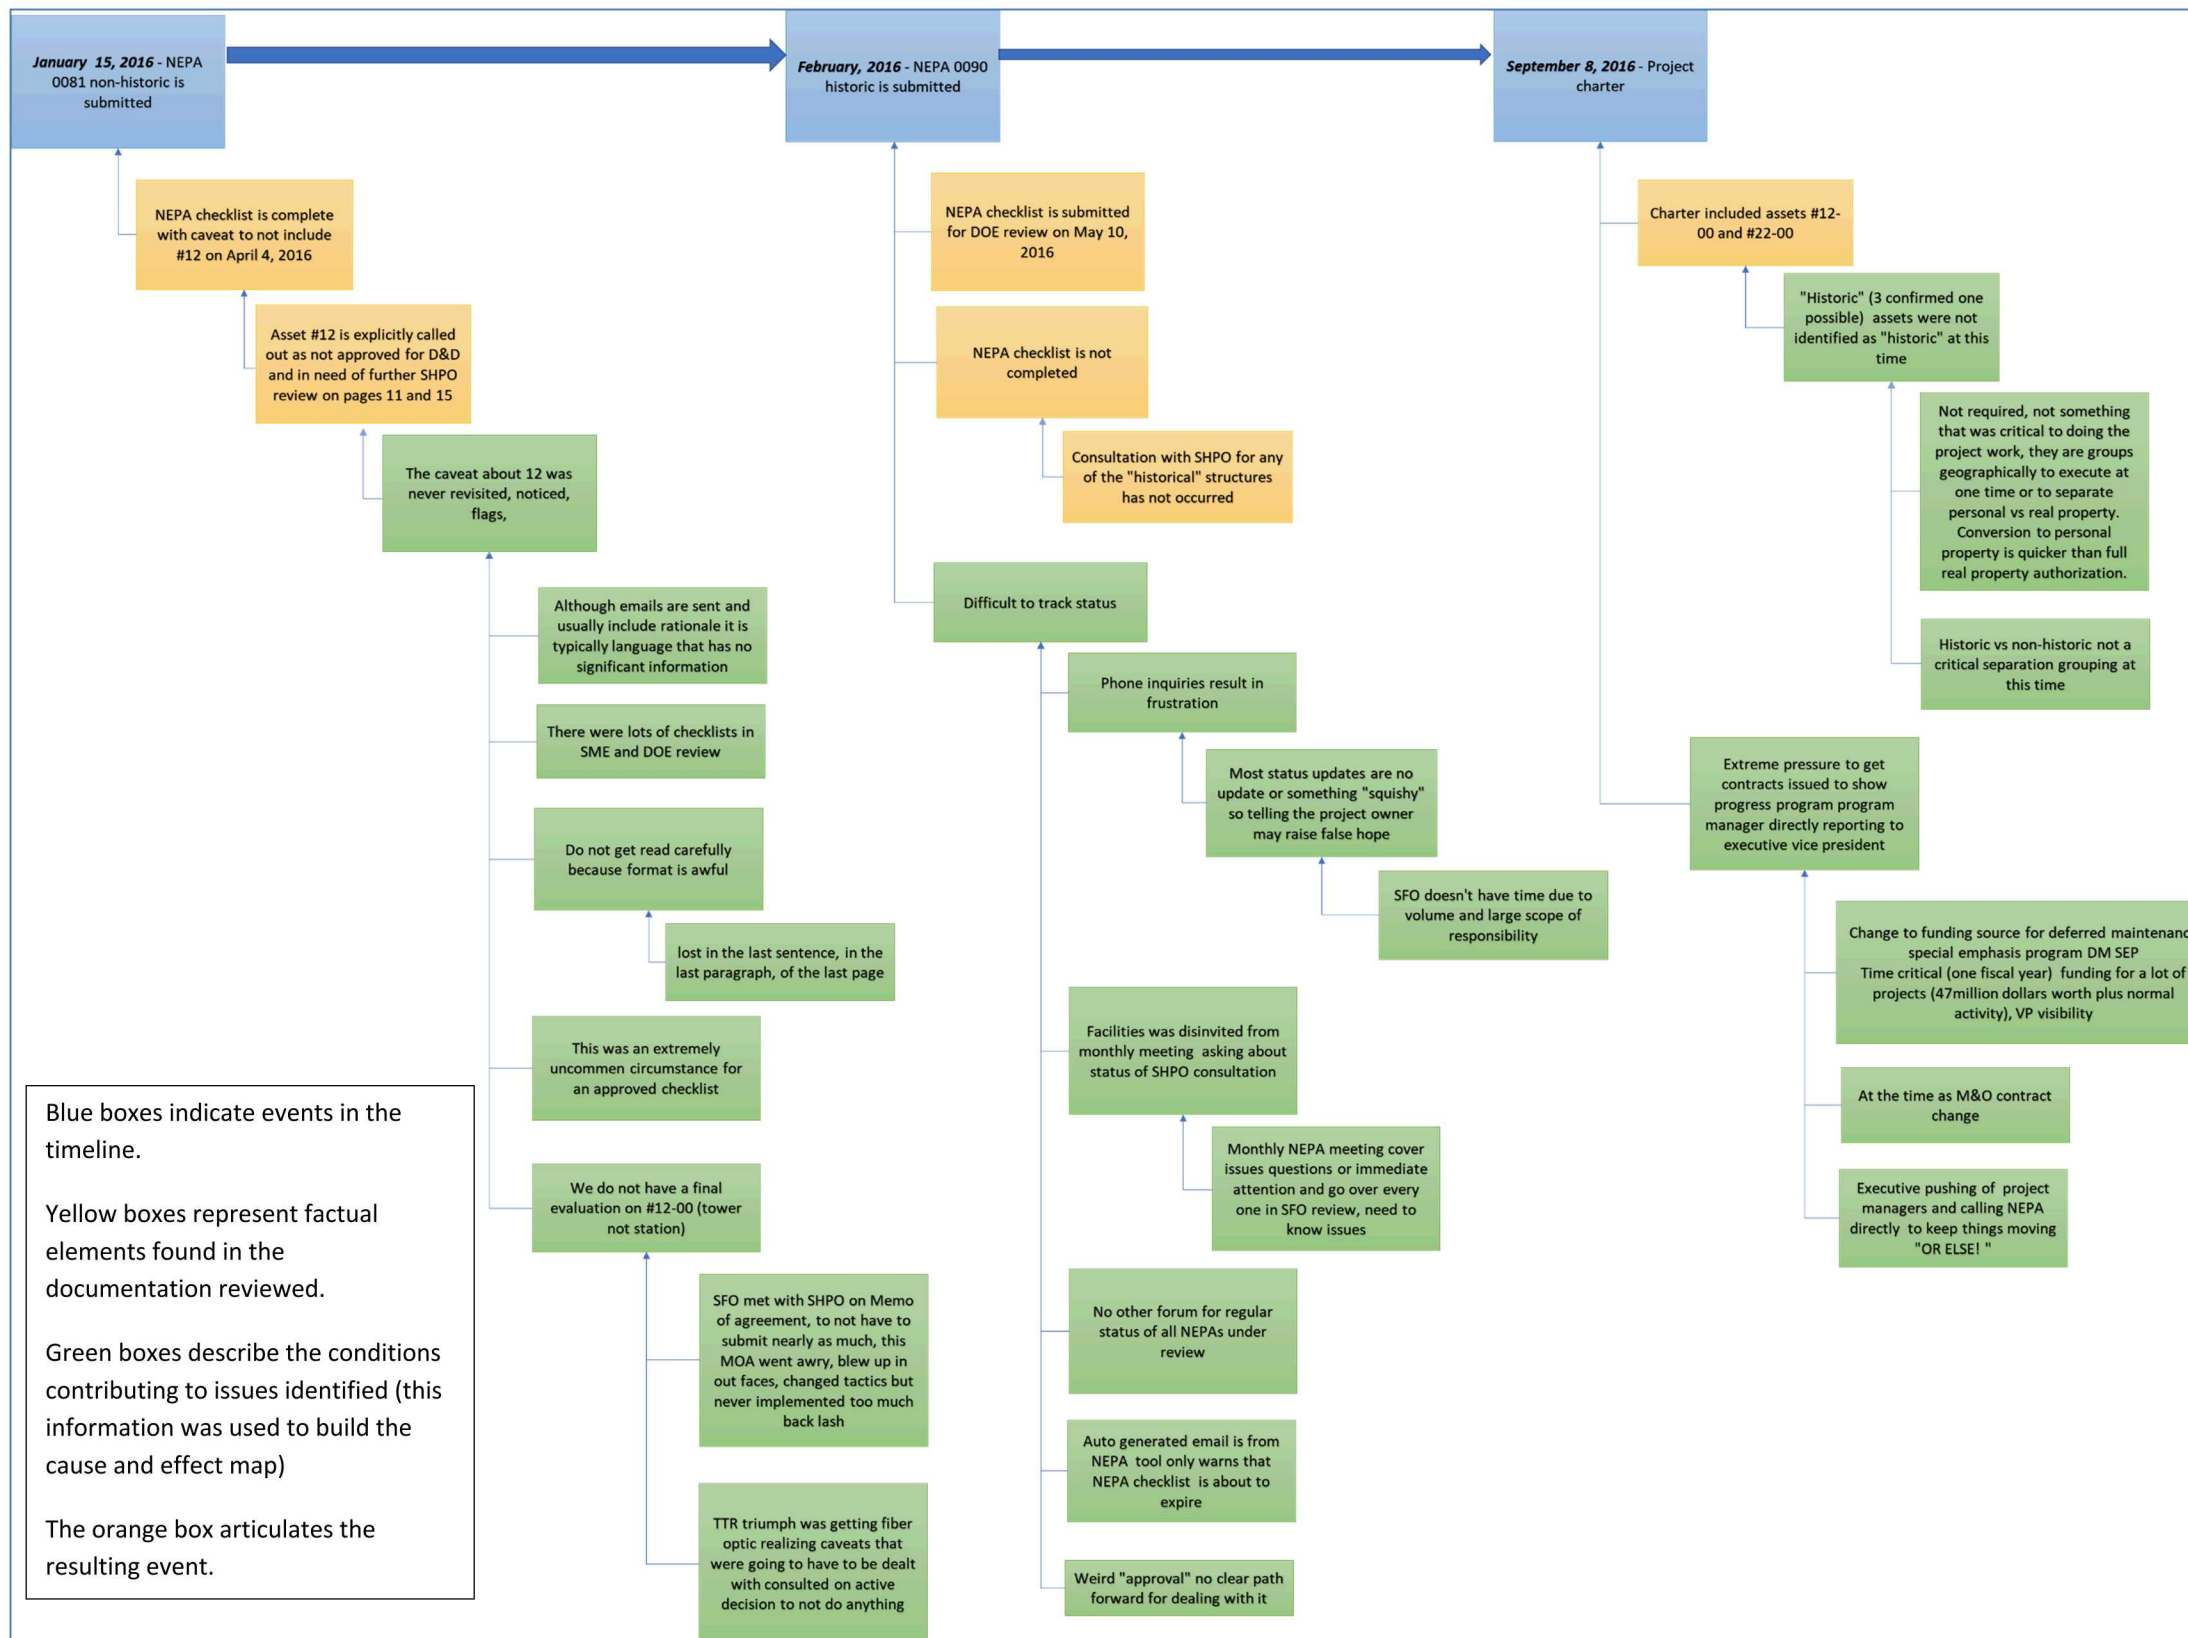 January 15, 2016 - NEPA
0081 non-historic is
submitted
NEPA checklist is complete
with caveat to not include
#12 on April 4, 2016
Asset #12 is explicitly called
out as not approved for D&D
and in need of further SHPO
review on pages 11 and 15
The caveat about 12 was
never revisited, noticed,
flags,
Although emails are sent and
usually include rationale it is
typically language that has no
significant information
There were lots of checklists in
SME and DOE review
Do not get read carefully
because format is awful
lost in the last sentence, in the
last paragraph, of the last page
This was an extremely
uncommen circumstance for
an approved checklist
We do not have a final
evaluation on #12-00 (tower
not station)
SFO met with SHPO on Memo
of agreement, to not have to
submit nearly as much, this
MOA went awry, blew up in
out faces, changed tactics but
never implemented too much
back lash
TTR triumph was getting fiber
optic realizing caveats that
were going to have to be dealt
with consulted on active
decision to not do anything
February, 2016 - NEPA 0090
historic is submitted
NEPA checklist is submitted
for DOE review on May 10,
2016
NEPA checklist is not
completed
Consultation with SHPO for any
of the "historical" structures
has not occurred
Difficult to track status
Phone inquiries result in
frustration
Most status updates are no
update or something "squishy"
so telling the project owner
may raise false hope
SFO doesn't have time due to
volume and large scope of
responsibility
Facilities was disinvited from
monthly meeting asking about
status of SHPO consultation
Monthly NEPA meeting cover
issues questions or immediate
attention and go over every
one in SFO review, need to
know issues
No other forum for regular
status of all NEPAs under
review
Auto generated email is from
NEPA tool only warns that
NEPA checklist is about to
expire
Weird "approval" no clear path
forward for dealing with it
September 8, 2016 - Project
charter
Charter included assets #12-
00 and #22-00
"Historic" (3 confirmed one
possible) assets were not
identified as "historic" at this
time
Not required, not something
that was critical to doing the
project work, they are groups
geographically to execute at
one time or to separate
personal vs real property.
Conversion to personal
property is quicker than full
real property authorization.
Historic vs non-historic not a
critical separation grouping at
this time
Extreme pressure to get
contracts issued to show
progress program program
manager directly reporting to
executive vice president
Change to funding source for deferred maintenanc
special emphasis program DM SEP
Time critical (one fiscal year) funding for a lot of
projects (47million dollars worth plus normal
activity), VP visibility
At the time as M&O contract
change
Executive pushing of project
managers and calling NEPA
directly to keep things moving
"OR ELSE! "
Blue boxes indicate events in the
timeline.
Yellow boxes represent factual
elements found in the
documentation reviewed.
Green boxes describe the conditions
contributing to issues identified (this
information was used to build the
cause and effect map)
The orange box articulates the
resulting event.